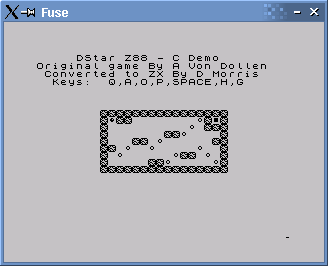 Fuse
DStar Z88 - C Demo
Original game By A Von Dollen
Converted to ZX By D Morris
Keys: Q,A,O,P,SPACE,H,G